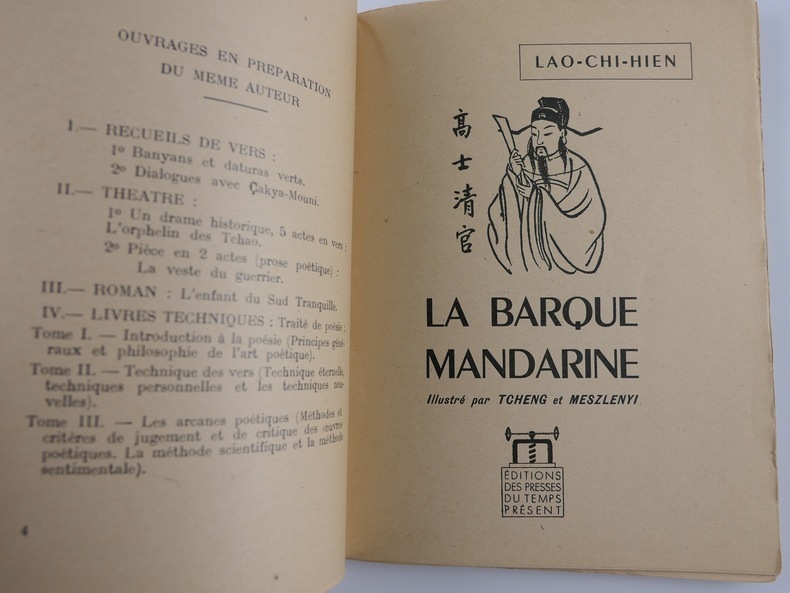 OUVRAGES EN PREPARATION
DU MEME AUTEUR
I.— RECUEILS DE VERS :
1º Banyans et daturas verts.
2º Dialogues avec Çakya-Mouni.
II.— THEATRE :
1º Un drame historique, 5 actes en vers :
L'orphelin des Tchao.
2º Pièce en 2 actes (prose poétique) :
La veste du guerrier.
III.— ROMAN : L'enfant du Sud Tranquille.
IV.— LIVRES TECHNIQUES : Traité de poésie :
Tome I. — Introduction à la poésie (Principes géné-
raux et philosophie de l'art poétique).
Tome II. — Technique des vers (Technique éternelle,
techniques personnelles et les techniques nou-
velles).
Tome III. — Les arcanes poétiques (Méthodes et
critères de jugement et de critique des œuvres
poétiques. La méthode scientifique et la méthode
sentimentale).
4
LAO-CHI-HIEN
高士清官
LA BARQUE
MANDARINE
Illustré par TCHENG et MESZLENYI.
ÉDITIONS
DES PRESSES
DU TEMPS
PRÉSENT